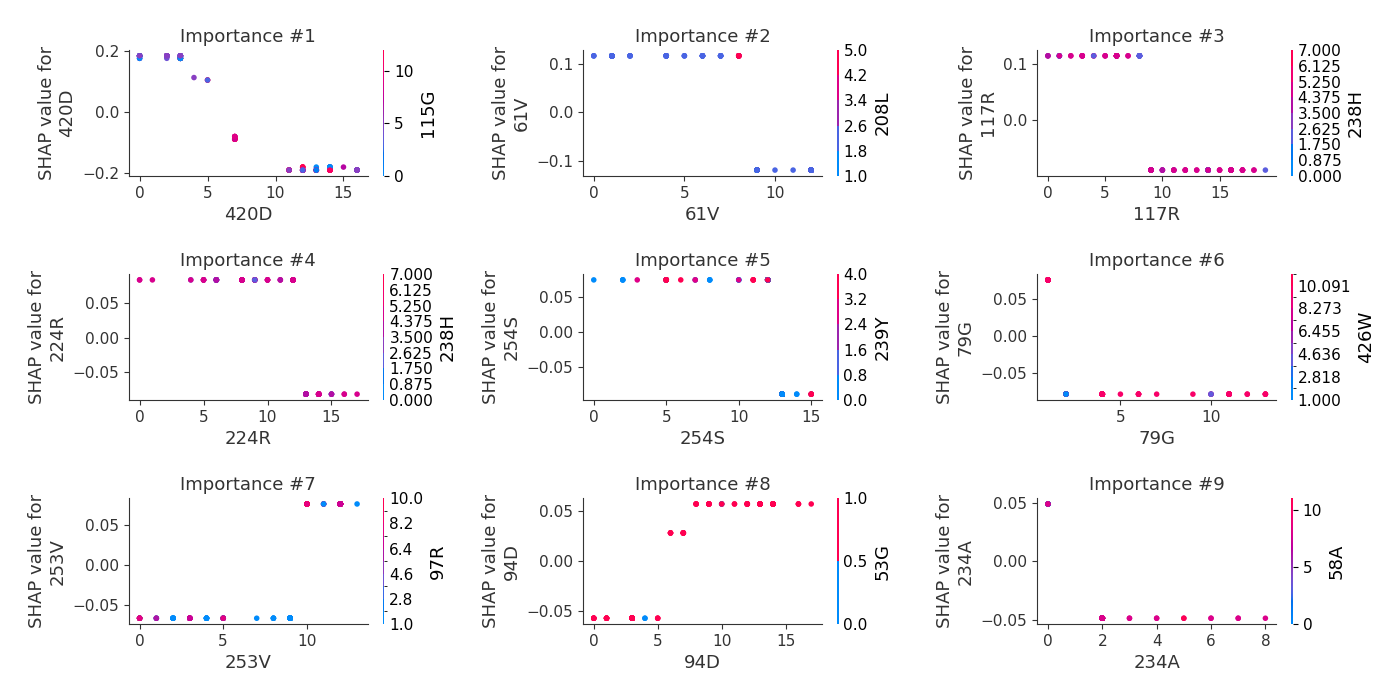 Importance #1
SHAP value for
420D
0.2
0.0
−0.2
0 5 10 15
420D
10
5
0
115G
Importance #2
SHAP value for
61V
0.1
0.0
−0.1
0 5 10
61V
5.0
4.2
3.4
2.6
1.8
1.0
208L
Importance #3
SHAP value for
117R
0.1
0.0
0 5 10 15
117R
7.000
6.125
5.250
4.375
3.500
2.625
1.750
0.875
0.000
238H
Importance #4
SHAP value for
224R
0.05
0.00
−0.05
0 5 10 15
224R
7.000
6.125
5.250
4.375
3.500
2.625
1.750
0.875
0.000
238H
Importance #5
SHAP value for
254S
0.05
0.00
−0.05
0 5 10 15
254S
4.0
3.2
2.4
1.6
0.8
0.0
239Y
Importance #6
SHAP value for
79G
0.05
0.00
−0.05
5 10
79G
10.091
8.273
6.455
4.636
2.818
1.000
426W
Importance #7
SHAP value for
253V
0.05
0.00
−0.05
0 5 10
253V
10.0
8.2
6.4
4.6
2.8
1.0
97R
Importance #8
SHAP value for
94D
0.05
0.00
−0.05
0 5 10 15
94D
1.0
0.5
0.0
53G
Importance #9
SHAP value for
234A
0.05
0.00
−0.05
0 2 4 6 8
234A
10
5
0
58A